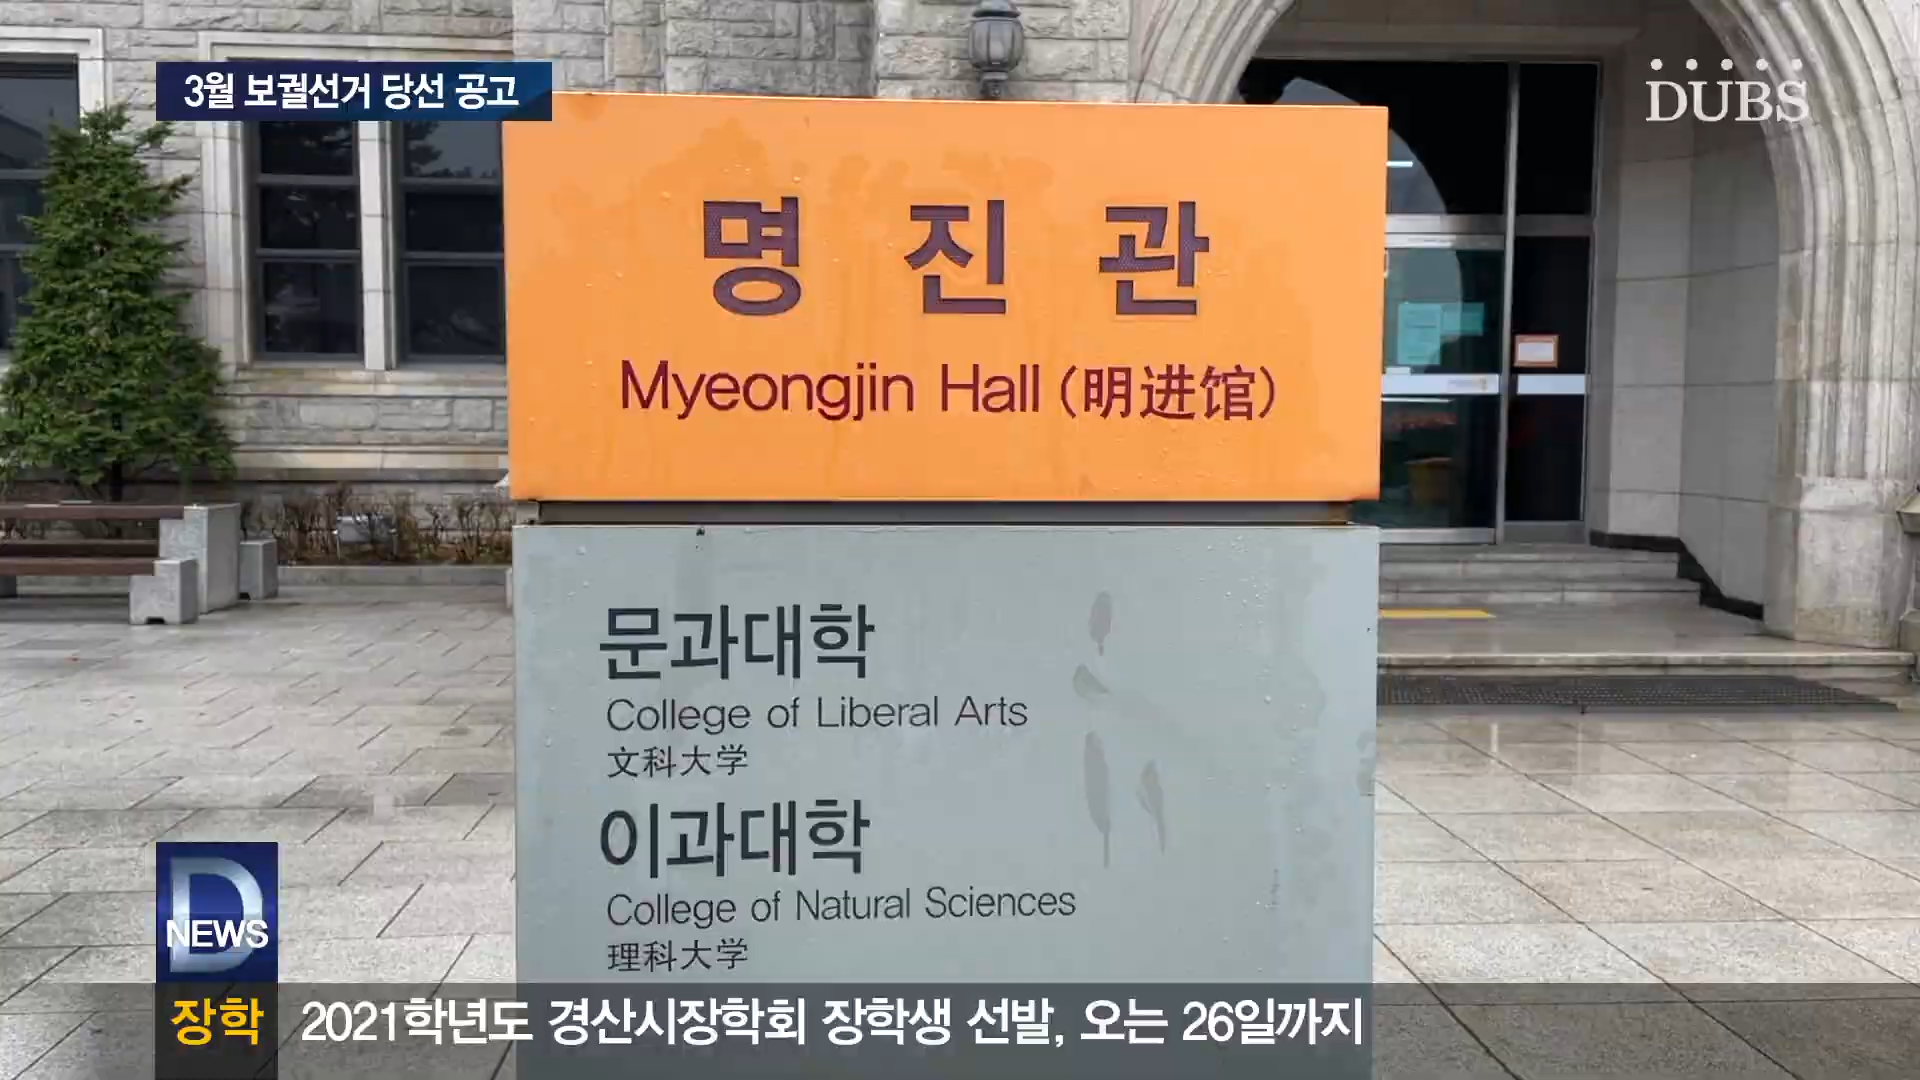 3월 보궐선거 당선 공고
DUBS
명진관
Myeongjin Hall (明进馆)
문과대학
College of Liberal Arts
文科大学
이과대학
College of Natural Sciences
理科大学
D
NEWS
장학 2021학년도 경산시장학회 장학생 선발, 오는 26일까지